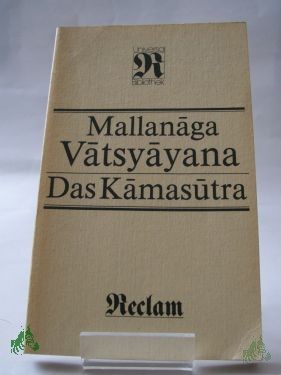 Universal
Bibliothek
Mallanāga
Vātsyāyana
Das Kāmasūtra
Reclam